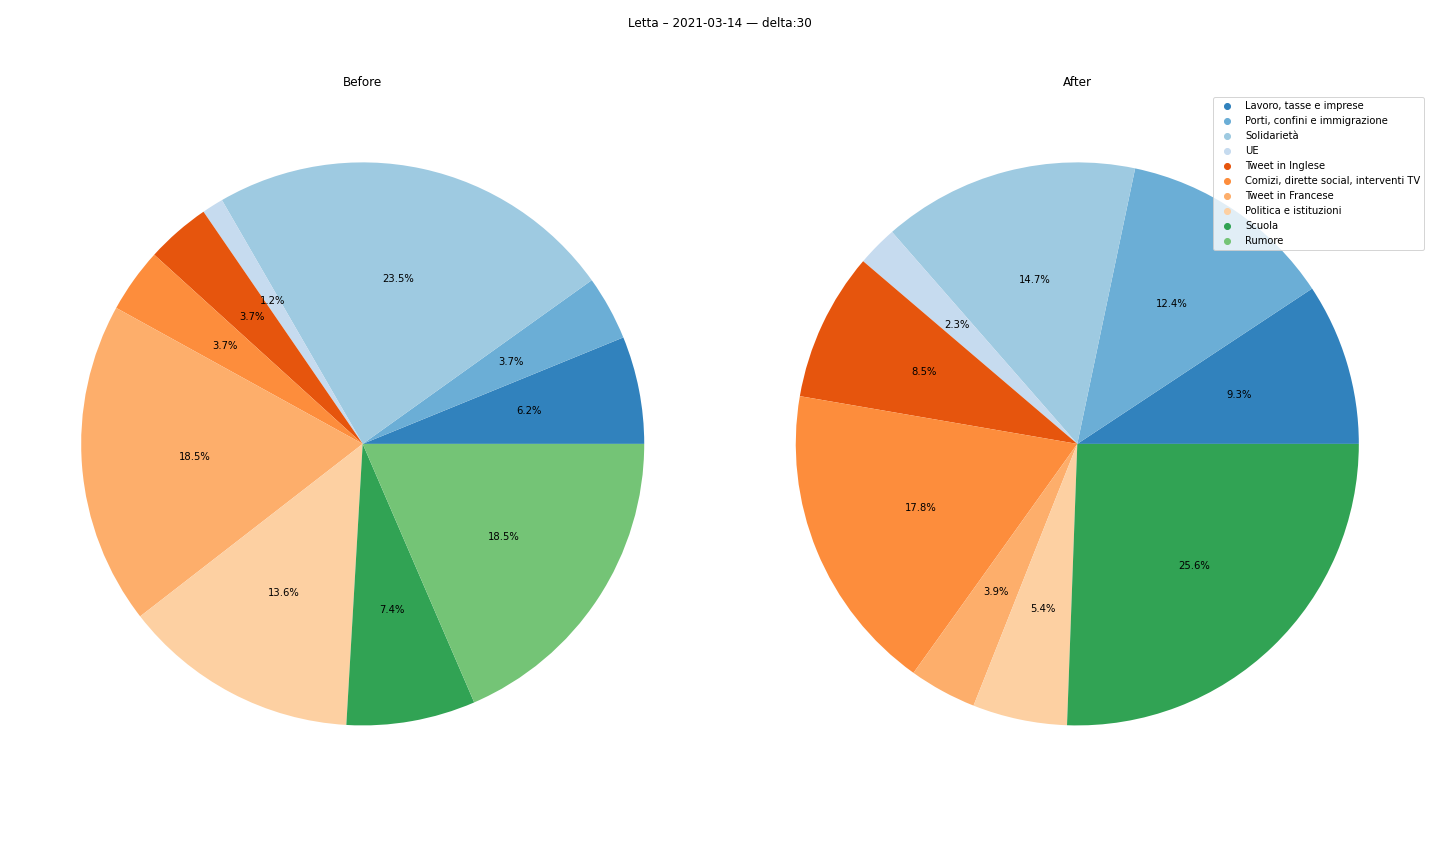 Letta – 2021-03-14 — delta:30
Before
23.5%
1.2%
3.7%
3.7%
3.7%
6.2%
18.5%
18.5%
13.6%
7.4%
After
Lavoro, tasse e imprese
Porti, confini e immigrazione
Solidarietà
UE
Tweet in Inglese
Comizi, dirette social, interventi TV
Tweet in Francese
Politica e istituzioni
Scuola
Rumore
14.7%
12.4%
2.3%
8.5%
9.3%
17.8%
25.6%
3.9%
5.4%